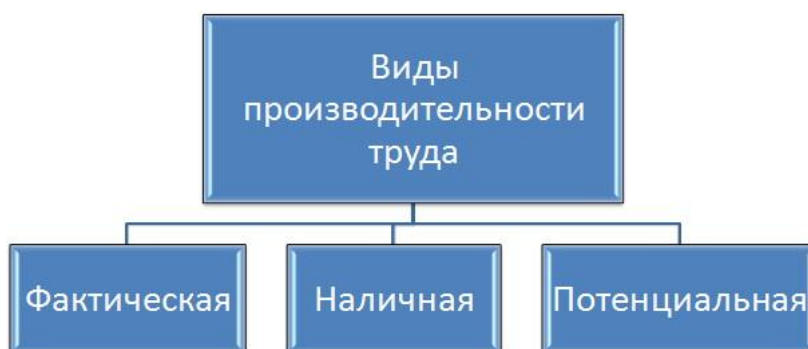 Виды
производительности
труда
Фактическая
Наличная
Потенциальная